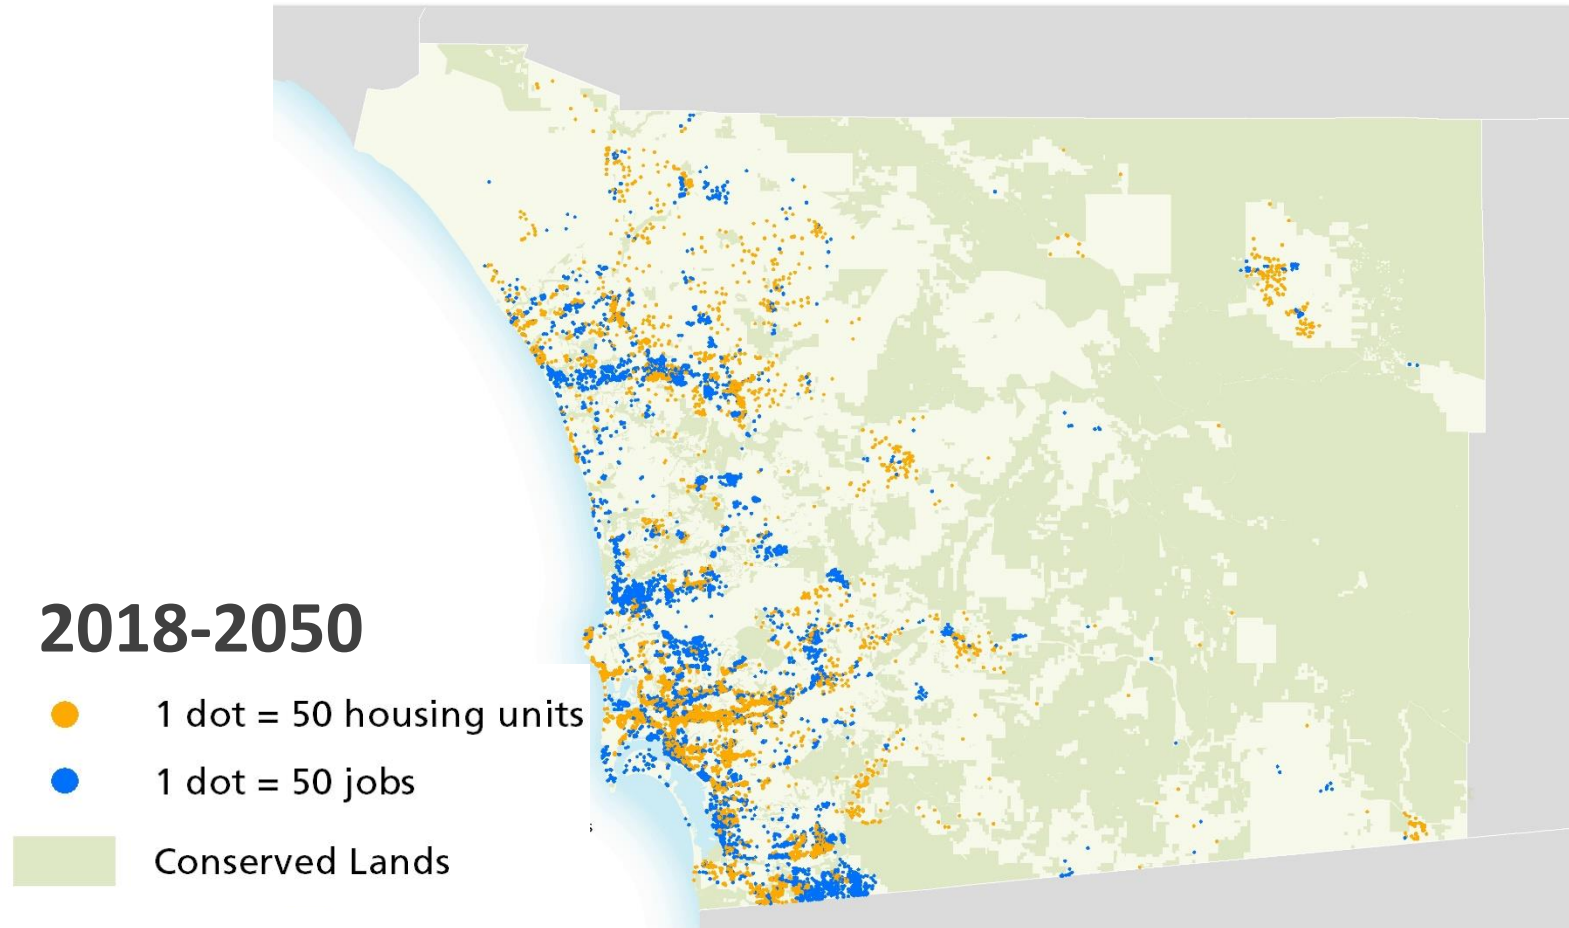 2018-2050
1 dot = 50 housing units
1 dot = 50 jobs
Conserved Lands